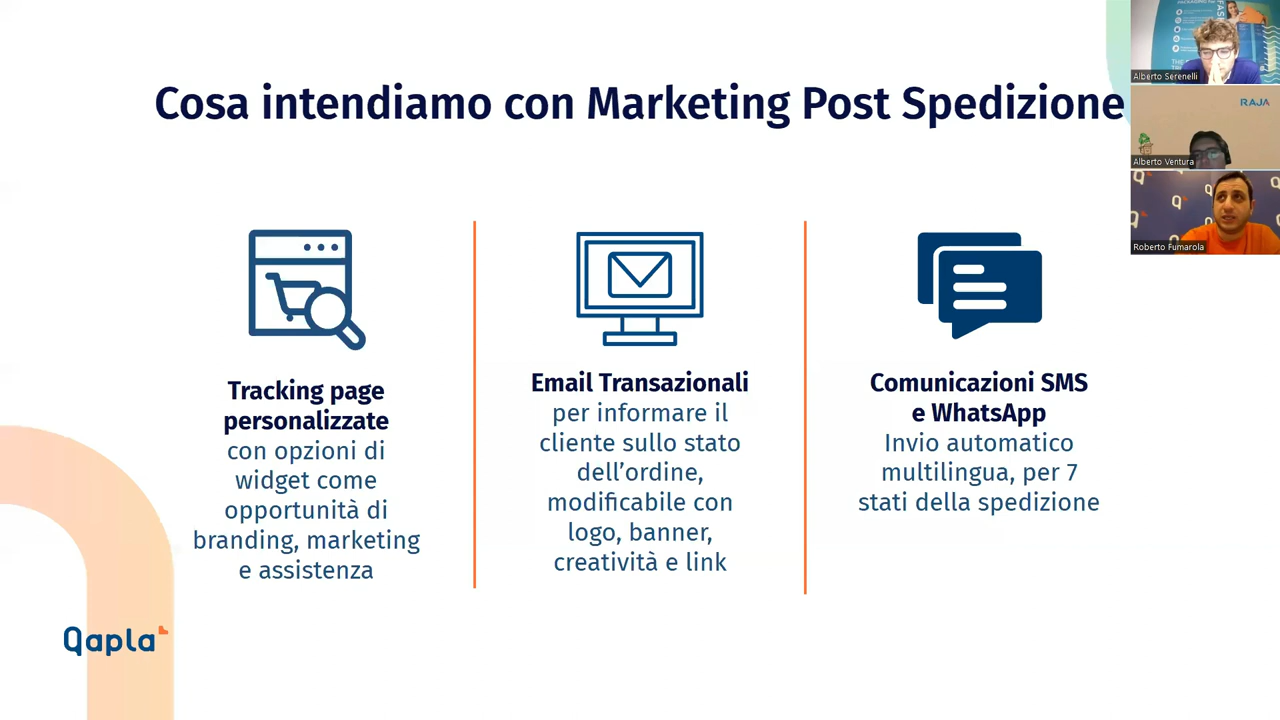 Cosa intendiamo con Marketing Post Spedizione
Tracking page
personalizzate
con opzioni di
widget come
opportunità di
branding, marketing
e assistenza
Email Transazionali
per informare il
cliente sullo stato
dell’ordine,
modificabile con
logo, banner,
creatività e link
Comunicazioni SMS
e WhatsApp
Invio automatico
multilingua, per 7
stati della spedizione
Qapla'
Alberto Serenelli
RAJA
Alberto Ventura
Roberto Fumarola